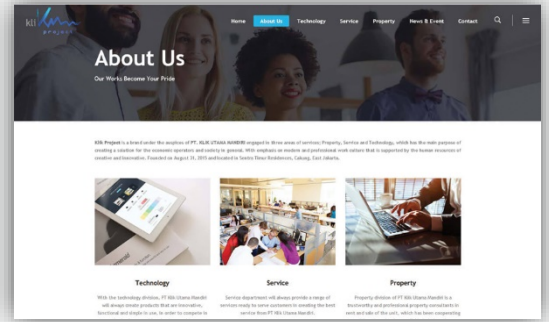 project
Home About Us Technology Service Property News & Event Contact
About Us
Our Works Become Your Pride
Klik Project is a brand under the auspices of PT. KLIK UTAMA MANDIRI engaged in three areas of services; Property, Service and Technology, which has the main purpose of
creating a solution for the economic operators and society in general. With emphasis on modern and professional work culture that is supported by the human resources of
creative and innovative. Founded on August 31, 2015 and located in Sentra Timur Residences, Cakung, East Jakarta.
Technology
With the technology division, PT Klik Utama Mandiri
will always create products that are innovative,
functional and simple in use, in order to compete in
Service
Service department will always provide a range of
services ready to serve customers in creating the best
service from PT Klik Utama Mandiri.
Property
Property division of PT Klik Utama Mandiri is a
trustworthy and professional property consultants in
rent and sale of the unit, which has been cooperating